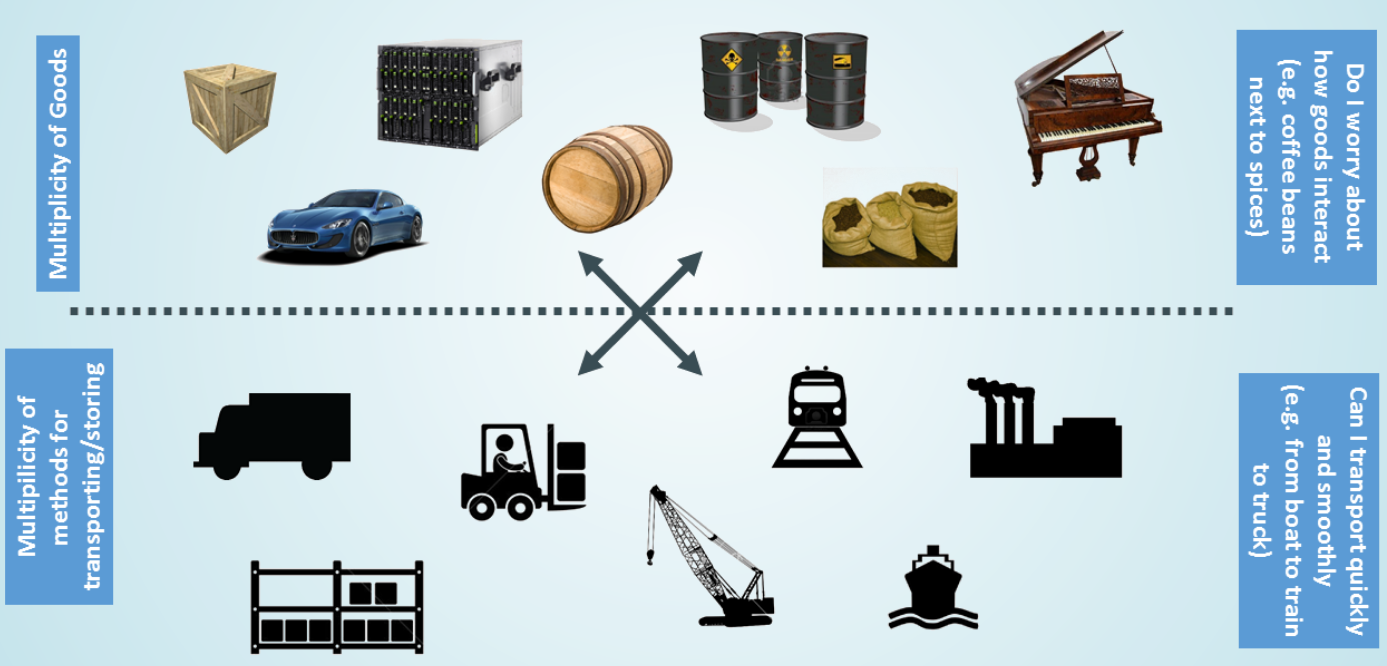 Multiplicity of Goods
Do I worry about
how goods interact
(e.g. coffee beans
next to spices)
Multipilicity of
methods for
transporting/storing
Can I transport quickly
and smoothly
(e.g. from boat to train
to truck)